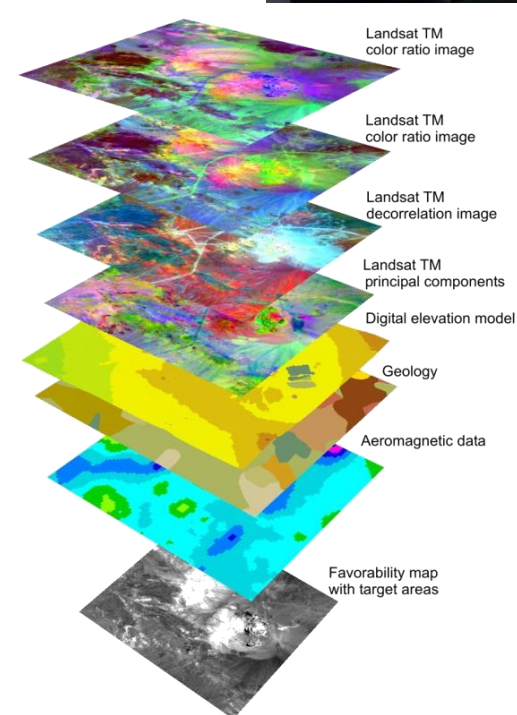 Landsat TM
color ratio image
Landsat TM
color ratio image
Landsat TM
decorrelation image
Landsat TM
principal components
Digital elevation model
Geology
Aeromagnetic data
Favorability map
with target areas